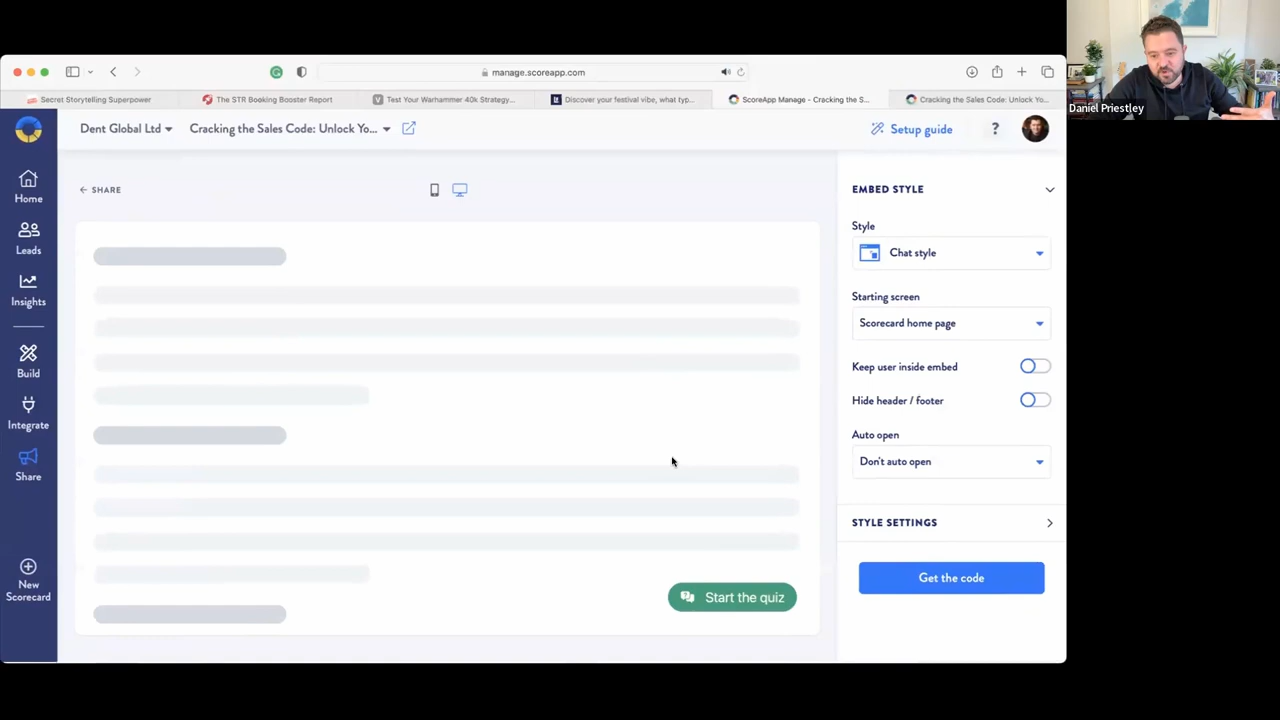 manage.scoreapp.com
Daniel Priestley
Secret Storytelling Superpower
The STR Booking Booster Report
Test Your Warhammer 40k Strategy...
Discover your festival vibe, what typ...
ScoreApp Manage - Cracking the S...
Cracking the Sales Code: Unlock Yo...
Dent Global Ltd
Cracking the Sales Code: Unlock Yo...
Setup guide
?
Home
Leads
Insights
Build
Integrate
Share
New
Scorecard
← SHARE
Start the quiz
EMBED STYLE
Style
Chat style
Starting screen
Scorecard home page
Keep user inside embed
Hide header / footer
Auto open
Don't auto open
STYLE SETTINGS
Get the code